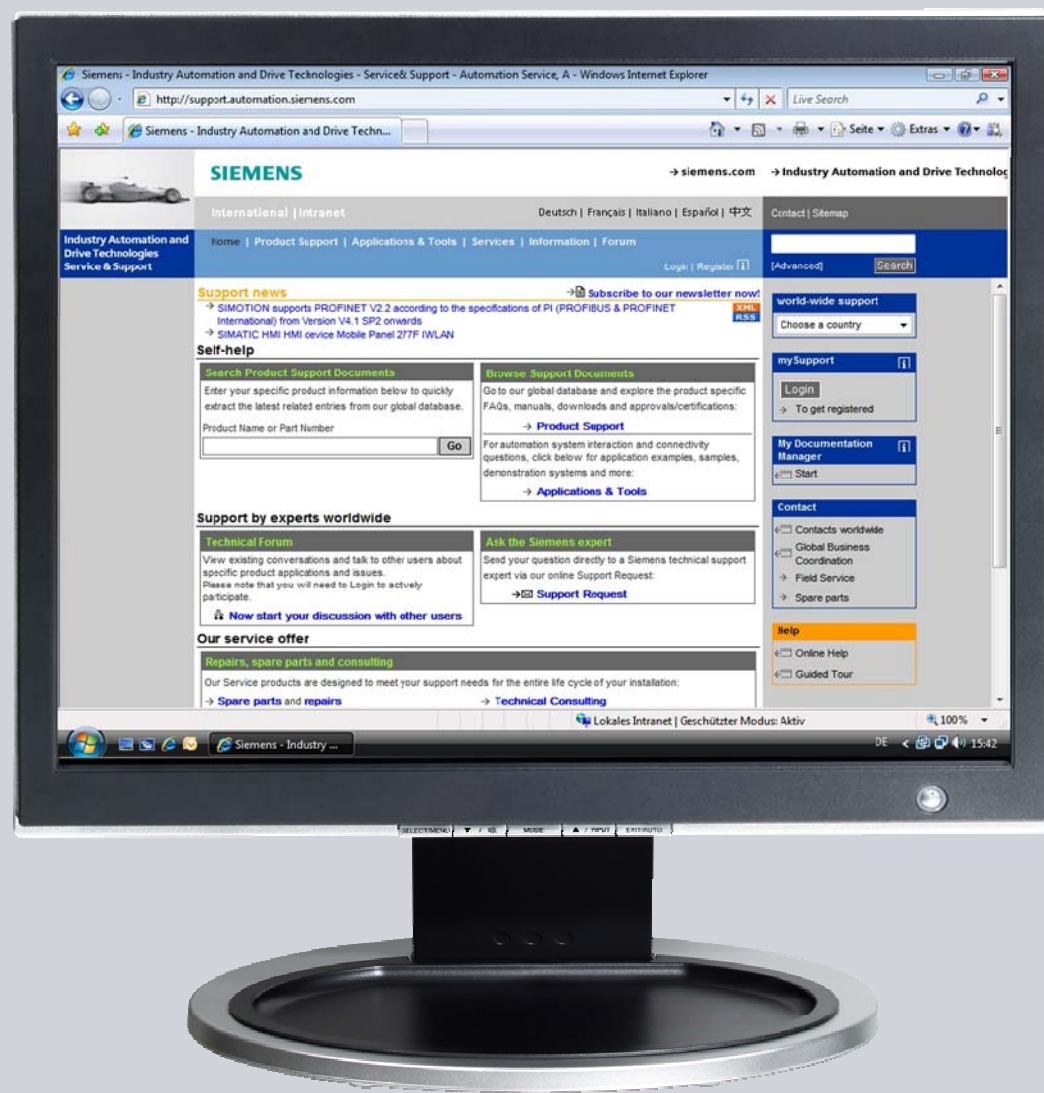 Siemens - Industry Automation and Drive Technologies - Service& Support - Automation Service, A - Windows Internet Explorer
http://support.automation.siemens.com
Live Search
Siemens - Industry Automation and Drive Techn...
Seite
Extras
SIEMENS
→ siemens.com → Industry Automation and Drive Technolog
International | Intranet
Deutsch | Français | Italiano | Español | 中文
Contact | Sitemap
Industry Automation and
Drive Technologies
Service & Support
Home | Product Support | Applications & Tools | Services | Information | Forum
Login | Register
[Advanced] Search
Support news
→ Subscribe to our newsletter now!
→ SIMOTION supports PROFINET V2.2 according to the specifications of PI (PROFIBUS & PROFINET
International) from Version V4.1 SP2 onwards
XML
RSS
→ SIMATIC HMI HMI device Mobile Panel 277F IWLAN
Self-help
Search Product Support Documents
Enter your specific product information below to quickly
extract the latest related entries from our global database.
Product Name or Part Number
Go
Browse Support Documents
Go to our global database and explore the product specific
FAQs, manuals, downloads and approvals/certifications:
→ Product Support
For automation system interaction and connectivity
questions, click below for application examples, samples,
demonstration systems and more:
→ Applications & Tools
Support by experts worldwide
Technical Forum
View existing conversations and talk to other users about
specific product applications and issues.
Please note that you will need to Login to actively
participate.
Now start your discussion with other users
Ask the Siemens expert
Send your question directly to a Siemens technical support
expert via our online Support Request:
→ Support Request
Our service offer
Repairs, spare parts and consulting
Our Service products are designed to meet your support needs for the entire life cycle of your installation:
→ Spare parts and repairs
→ Technical Consulting
world-wide support
Choose a country
mySupport
Login
→ To get registered
My Documentation
Manager
Start
Contact
Contacts worldwide
Global Business
Coordination
→ Field Service
→ Spare parts
Help
Online Help
Guided Tour
Lokales Intranet | Geschützter Modus: Aktiv
100%
Siemens - Industry ...
DE
15:42
SELECT/MENU
MODE
▲ / INPUT
EXIT/AUTO